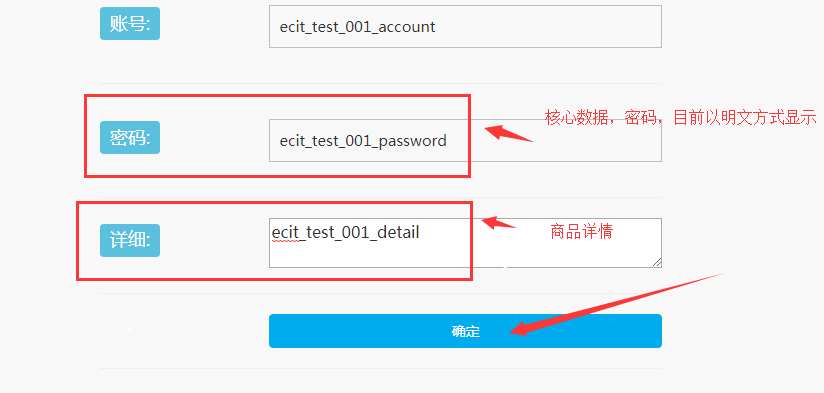 账号:
ecit_test_001_account
核心数据，密码，目前以明文方式显示
密码:
ecit_test_001_password
详细:
ecit_test_001_detail
商品详情
确定